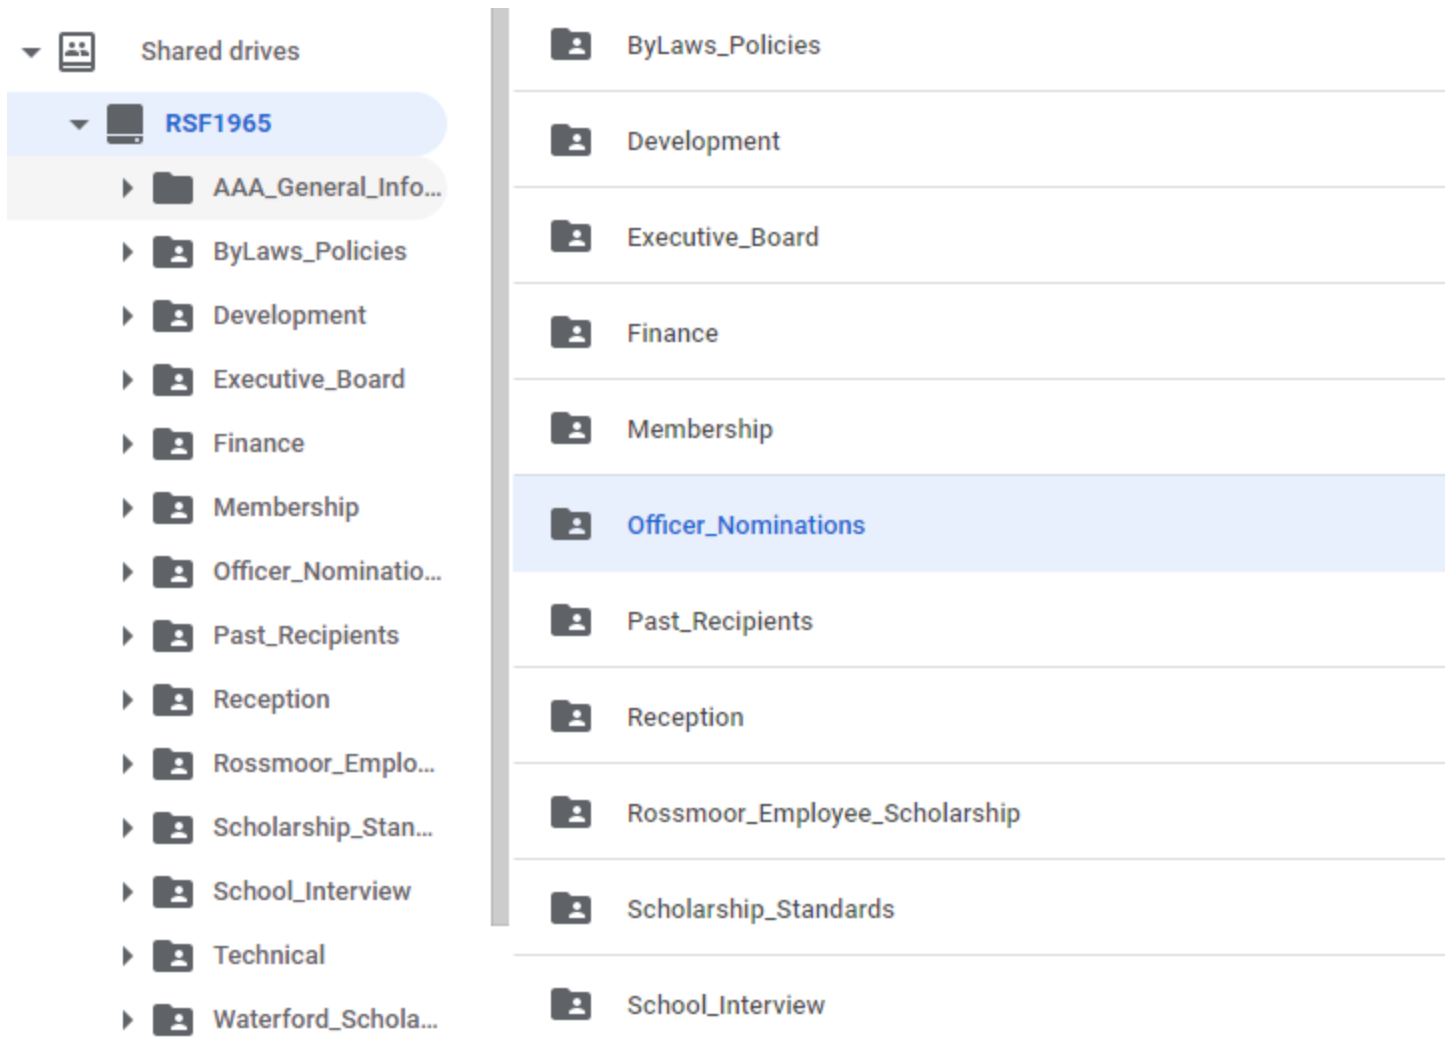 Shared drives
RSF1965
AAA_General_Info...
ByLaws_Policies
Development
Executive_Board
Finance
Membership
Officer_Nominatio...
Past_Recipients
Reception
Rossmoor_Emplo...
Scholarship_Stan...
School_Interview
Technical
Waterford_Schola...
ByLaws_Policies
Development
Executive_Board
Finance
Membership
Officer_Nominations
Past_Recipients
Reception
Rossmoor_Employee_Scholarship
Scholarship_Standards
School_Interview